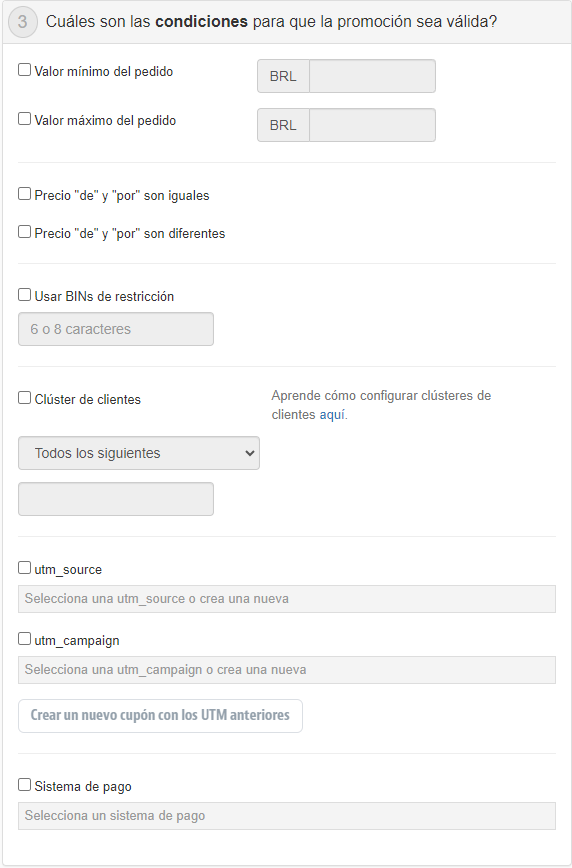 3 Cuáles son las condiciones para que la promoción sea válida?
Valor mínimo del pedido BRL
Valor máximo del pedido BRL
Precio "de" y "por" son iguales
Precio "de" y "por" son diferentes
Usar BINs de restricción
6 o 8 caracteres
Clúster de clientes
Aprende cómo configurar clústeres de
clientes aquí.
Todos los siguientes
utm_source
Selecciona una utm_source o crea una nueva
utm_campaign
Selecciona una utm_campaign o crea una nueva
Crear un nuevo cupón con los UTM anteriores
Sistema de pago
Selecciona un sistema de pago